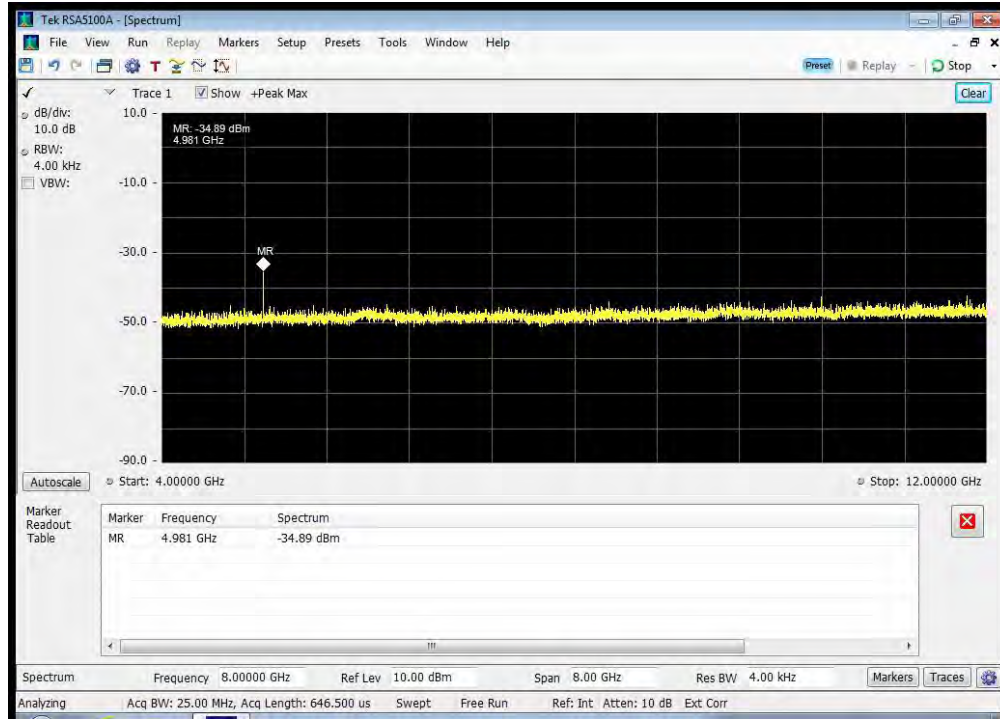 Tek RSA5100A - [Spectrum]
File View Run Replay Markers Setup Presets Tools Window Help
T
Preset Replay Stop
Trace 1 Show +Peak Max Clear
dB/div:
10.0 dB
RBW:
4.00 kHz
VBW:
10.0
-10.0
-30.0
-50.0
-70.0
-90.0
MR: -34.89 dBm
4.981 GHz
MR
Autoscale Start: 4.00000 GHz Stop: 12.00000 GHz
Marker
Readout
Table
Marker Frequency Spectrum
MR 4.981 GHz -34.89 dBm
Spectrum Frequency 8.00000 GHz Ref Lev 10.00 dBm Span 8.00 GHz Res BW 4.00 kHz Markers Traces
Analyzing Acq BW: 25.00 MHz, Acq Length: 646.500 us Swept Free Run Ref: Int Atten: 10 dB Ext Corr